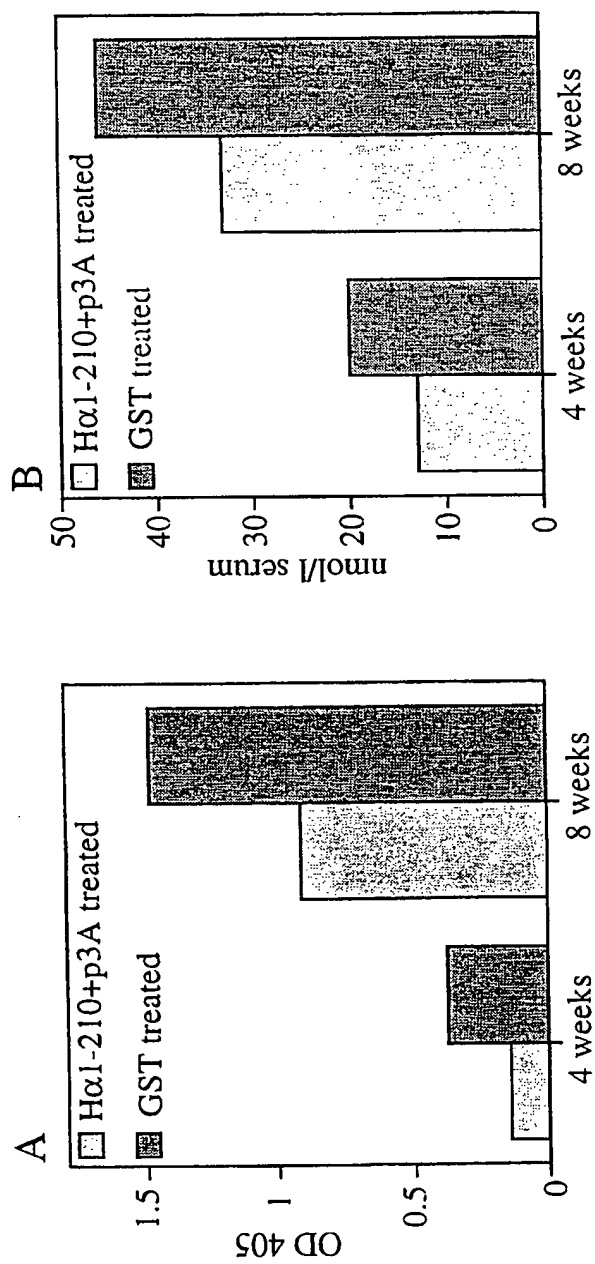 A
Hα1-210+p3A treated
GST treated
OD 405
1.5
1
0.5
0
4 weeks
8 weeks
B
Hα1-210+p3A treated
GST treated
nmol/l serum
50
40
30
20
10
0
4 weeks
8 weeks